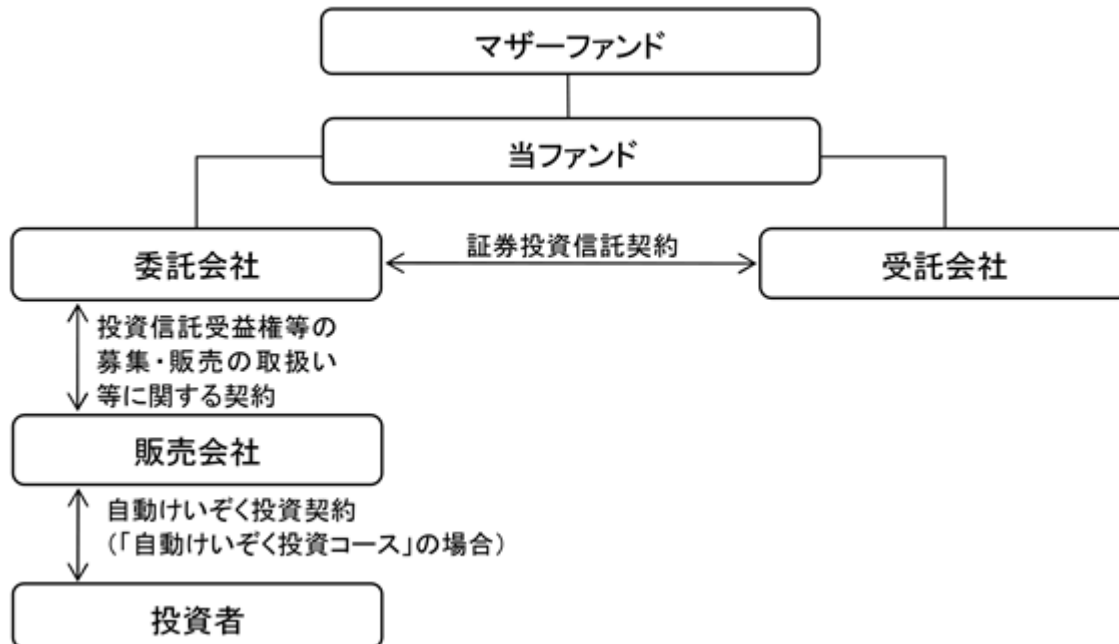 マザーファンド
当ファンド
委託会社
証券投資信託契約
受託会社
投資信託受益権等の
募集・販売の取扱い
等に関する契約
販売会社
自動けいぞく投資契約
(「自動けいぞく投資コース」の場合)
投資者